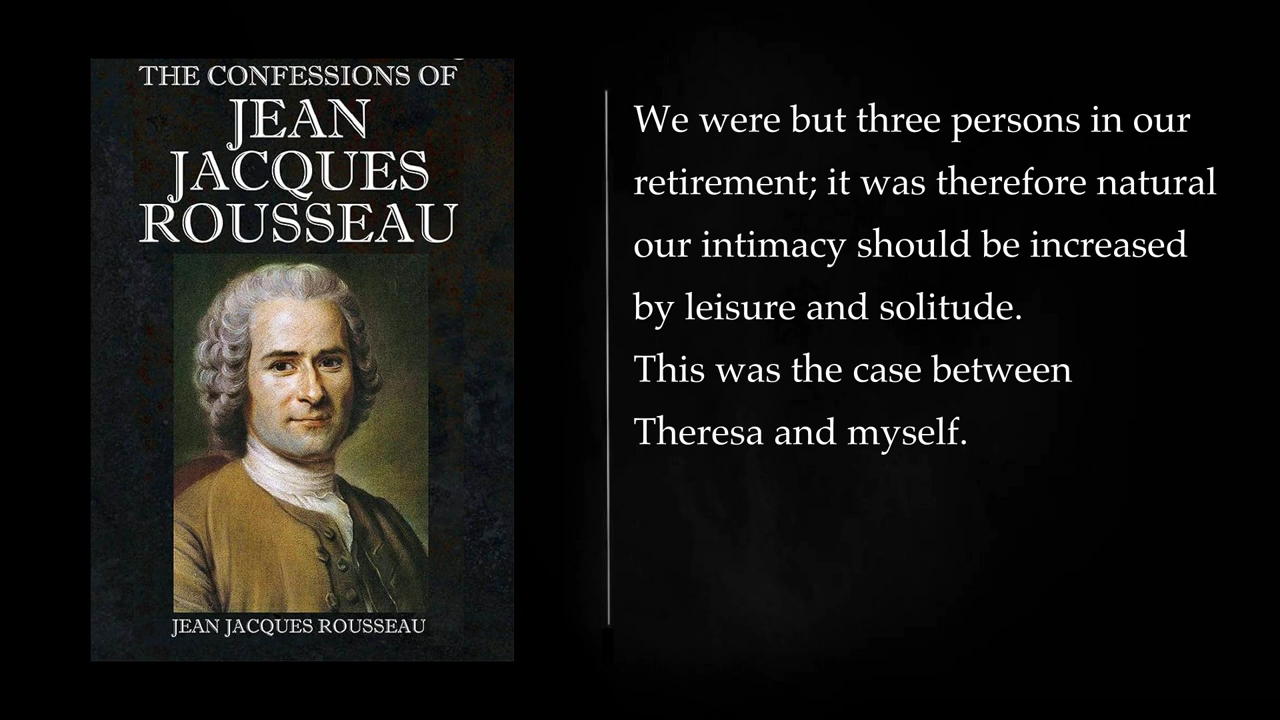 THE CONFESSIONS OF
JEAN
JACQUES
ROUSSEAU
JEAN JACQUES ROUSSEAU
We were but three persons in our
retirement; it was therefore natural
our intimacy should be increased
by leisure and solitude.
This was the case between
Theresa and myself.